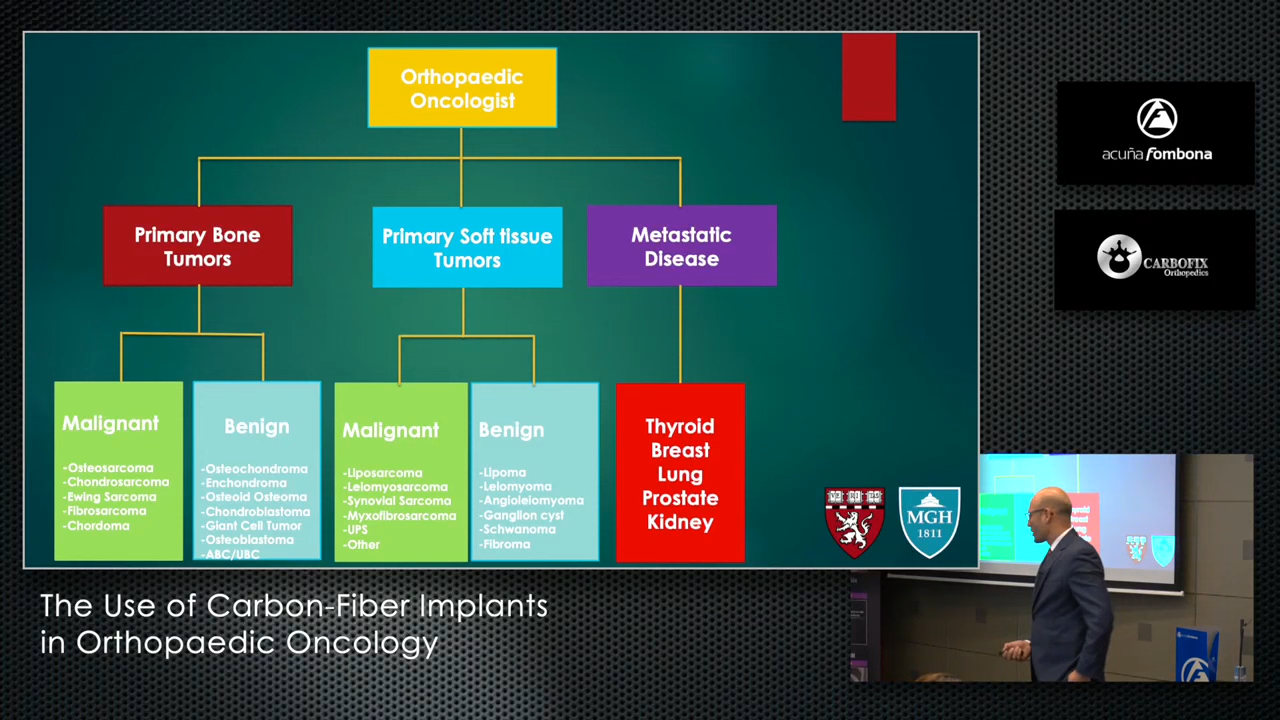 Orthopaedic
Oncologist
Primary Bone
Tumors
Primary Soft tissue
Tumors
Metastatic
Disease
Malignant
-Osteosarcoma
-Chondrosarcoma
-Ewing Sarcoma
-Fibrosarcoma
-Chordoma
Benign
-Osteochondroma
-Enchondroma
-Osteoid Osteoma
-Chondroblastoma
-Giant Cell Tumor
-Osteoblastoma
-ABC/UBC
Malignant
-Liposarcoma
-Leiomyosarcoma
-Synovial Sarcoma
-Myxofibrosarcoma
-UPS
-Other
Benign
-Lipoma
-Leiomyoma
-Angioleiomyoma
-Ganglion cyst
-Schwanoma
-Fibroma
Thyroid
Breast
Lung
Prostate
Kidney
MGH
1811
acuña fombona
CARBOFIX
Orthopedics
The Use of Carbon-Fiber Implants
in Orthopaedic Oncology